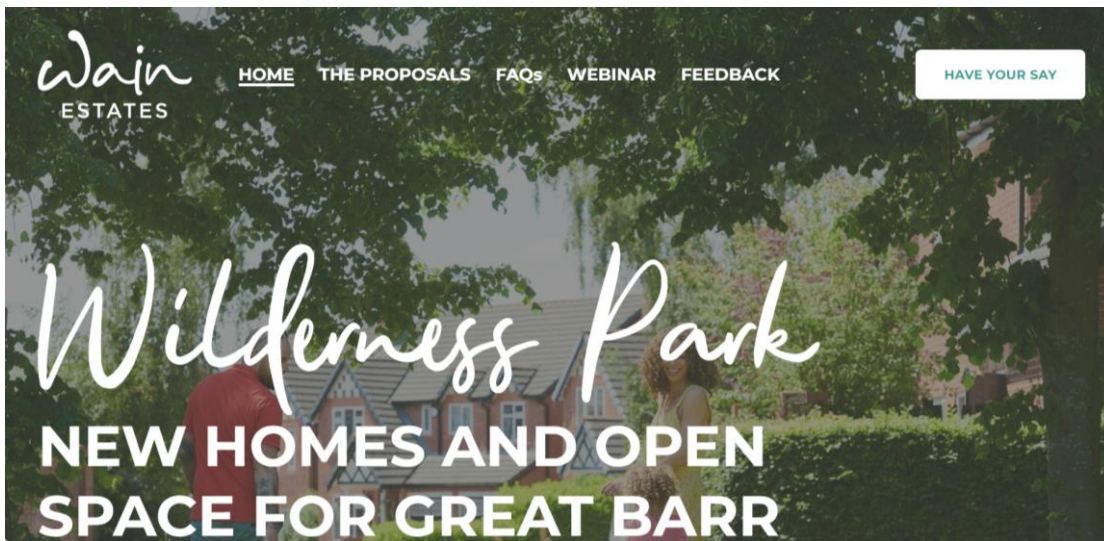 Wain
ESTATES
HOME THE PROPOSALS FAQs WEBINAR FEEDBACK
HAVE YOUR SAY
Wilderness Park
NEW HOMES AND OPEN
SPACE FOR GREAT BARR